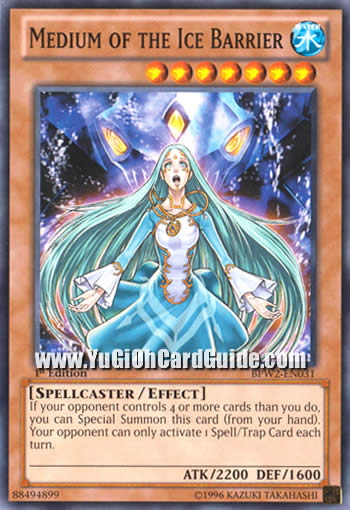 MEDIUM OF THE ICE BARRIER
WATER
水
www.YuGiOhCardGuide.com
1st Edition
BPW2-EN031
[SPELLCASTER / EFFECT]
If your opponent controls 4 or more cards than you do,
you can Special Summon this card (from your hand).
Your opponent can only activate 1 Spell/Trap Card each
turn.
ATK/2200 DEF/1600
88494899
©1996 KAZUKI TAKAHASHI